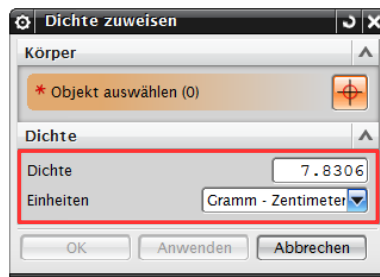 Dichte zuweisen
Körper
* Objekt auswählen (0)
Dichte
Dichte 7.8306
Einheiten Gramm - Zentimeter
OK Anwenden Abbrechen